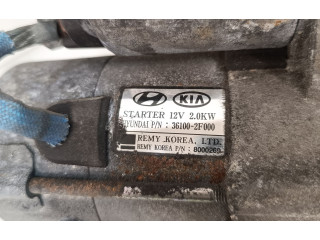 KIA
STARTER 12V 2.0KW
HYUNDAI P/N : 36100-2F000
REMY KOREA, LTD.
REMY KOREA P/N : 8000269